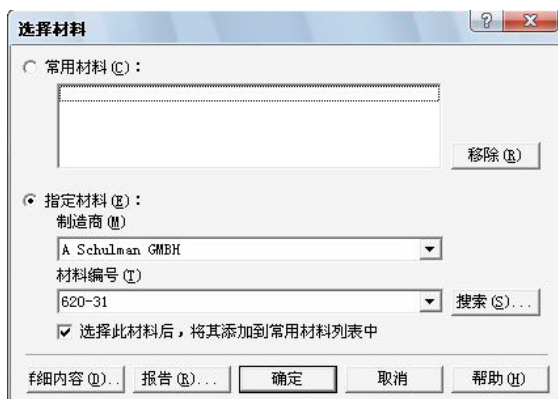 选择材料
常用材料(C)：
移除(R)
指定材料(E)：
制造商(M)
A Schulman GMBH
材料编号(T)
620-31
搜索(S)...
选择此材料后，将其添加到常用材料列表中
细内容(D)..
报告(R)...
确定
取消
帮助(H)